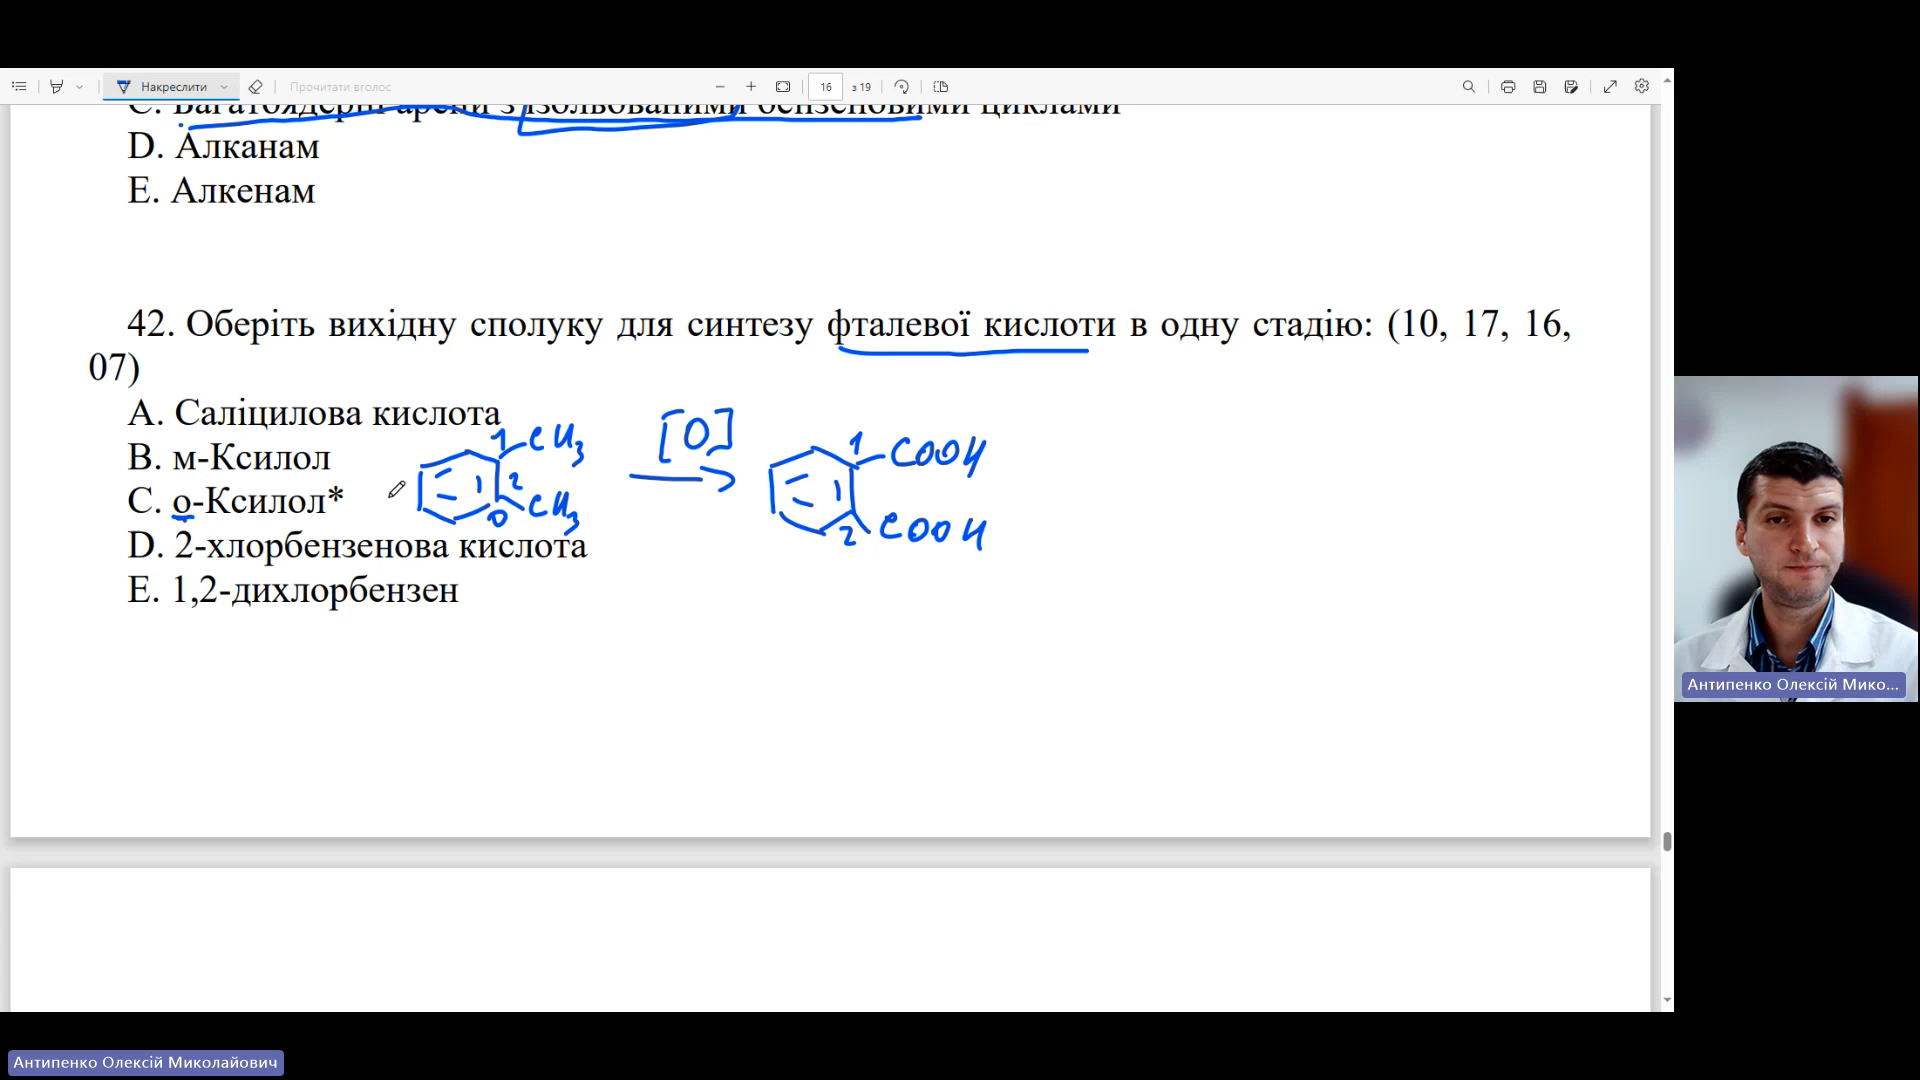 Накреслити
Прочитати вголос
16 з 19
C. Багатоядерні арени з ізольованими бензеновими циклами
D. Алканам
E. Алкенам
42. Оберіть вихідну сполуку для синтезу фталевої кислоти в одну стадію: (10, 17, 16,
07)
A. Саліцилова кислота
B. м-Ксилол
C. о-Ксилол*
D. 2-хлорбензенова кислота
E. 1,2-дихлорбензен
1 CH3
2 CH3
O
[O]
1 COOH
2 COOH
Антипенко Олексій Мико...
Антипенко Олексій Миколайович